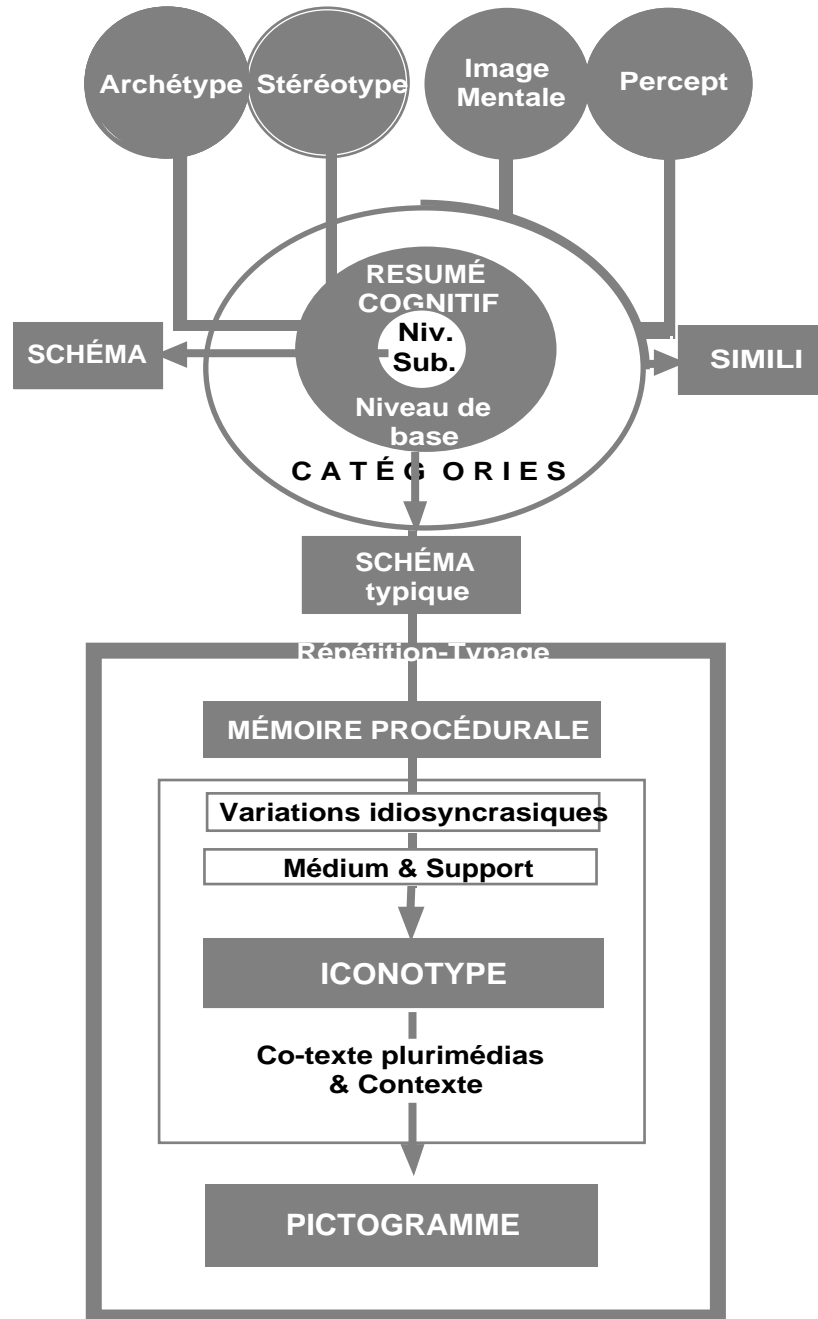 Archétype
Stéréotype
Image
Mentale
Percept
RESUMÉ
COGNITIF
Niv.
Sub.
SCHÉMA
SIMILI
Niveau de
base
CATÉGORIES
SCHÉMA
typique
Répétition-Typage
MÉMOIRE PROCÉDURALE
Variations idiosyncrasiques
Médium & Support
ICONOTYPE
Co-texte plurimédias
& Contexte
PICTOGRAMME